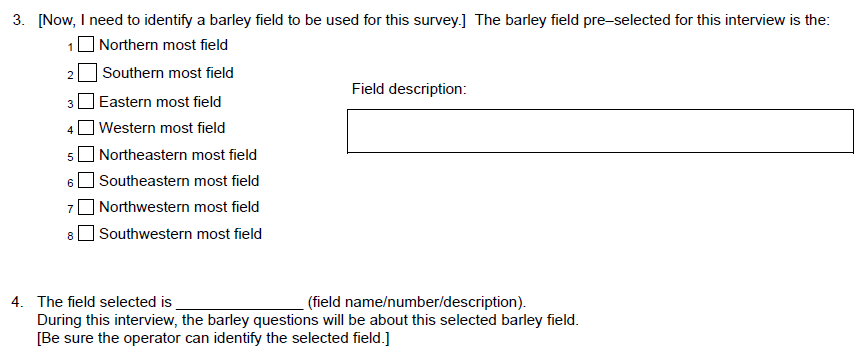 3. [Now, I need to identify a barley field to be used for this survey.] The barley field pre–selected for this interview is the:
1 Northern most field
2 Southern most field
Field description:
3 Eastern most field
4 Western most field
5 Northeastern most field
6 Southeastern most field
7 Northwestern most field
8 Southwestern most field
4. The field selected is _______________ (field name/number/description).
During this interview, the barley questions will be about this selected barley field.
[Be sure the operator can identify the selected field.]